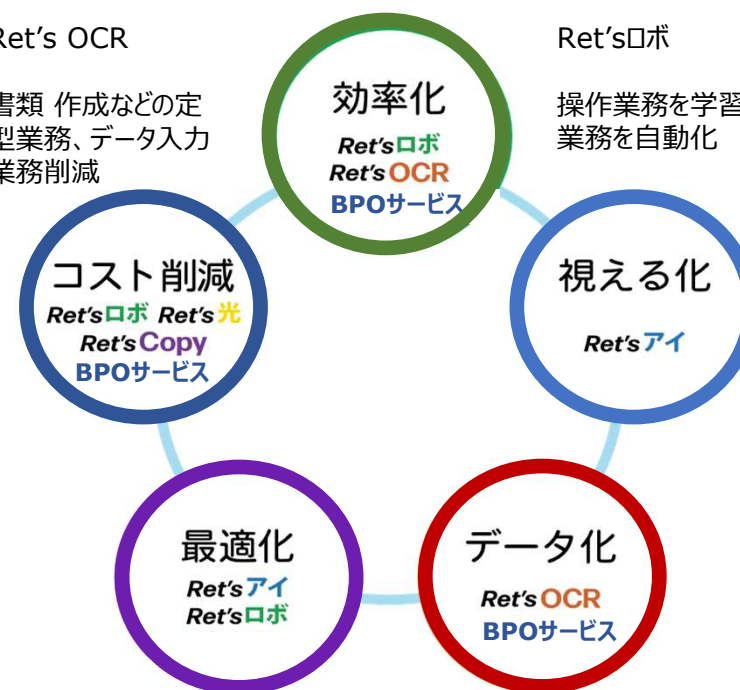 Ret's OCR
書類 作成などの定
型業務、データ入力
業務削減
Ret'sロボ
操作業務を学習
業務を自動化
効率化
Ret'sロボ
Ret'sOCR
BPOサービス
コスト削減
Ret'sロボ Ret's光
Ret'sCopy
BPOサービス
視える化
Ret'sアイ
最適化
Ret'sアイ
Ret'sロボ
データ化
Ret'sOCR
BPOサービス